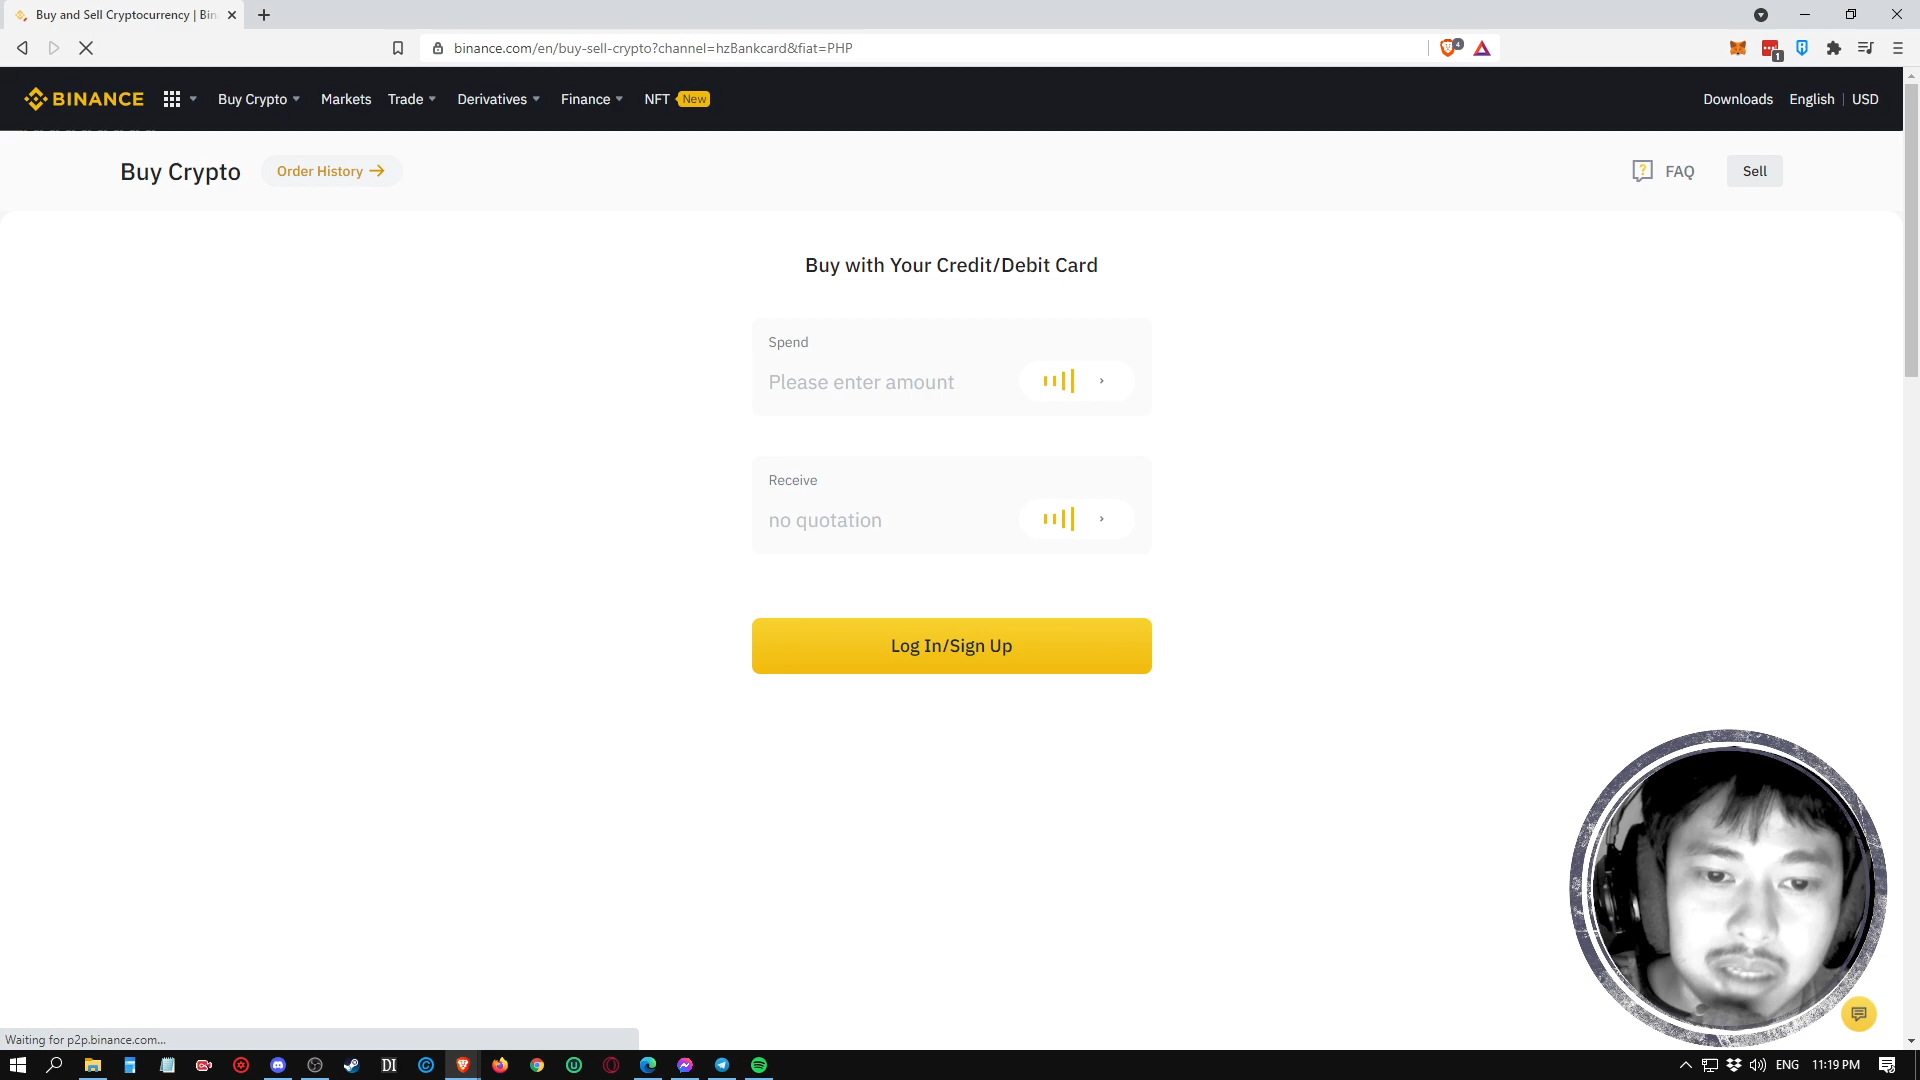 Buy and Sell Cryptocurrency | Bin
binance.com/en/buy-sell-crypto?channel=hzBankcard&fiat=PHP
4
1
BINANCE
Buy Crypto
Markets
Trade
Derivatives
Finance
NFT New
Downloads
English | USD
Buy Crypto
Order History
FAQ
Sell
Buy with Your Credit/Debit Card
Spend
Please enter amount
Receive
no quotation
Log In/Sign Up
Waiting for p2p.binance.com...
DI
ENG
11:19 PM